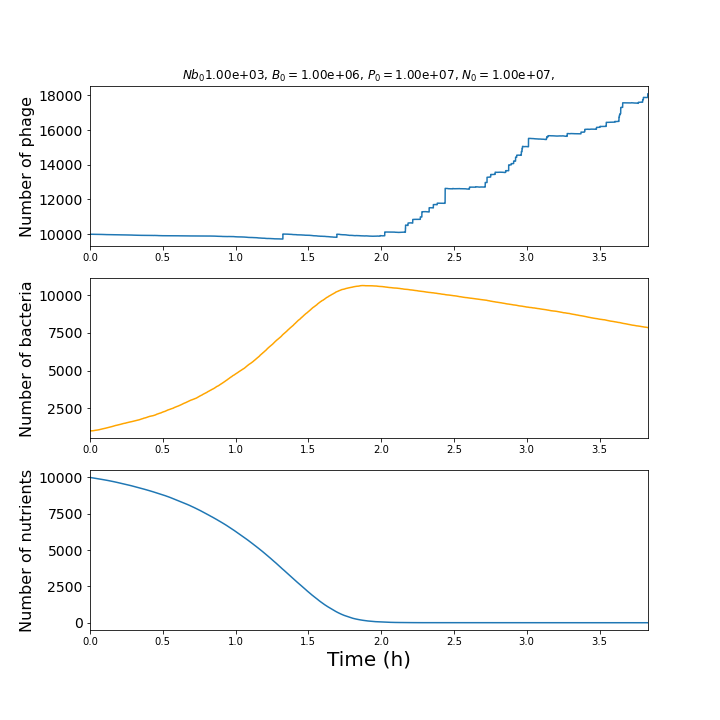 Nb₀1.00e+03, B₀ = 1.00e+06, P₀ = 1.00e+07, N₀ = 1.00e+07,
Number of phage
18000
16000
14000
12000
10000
0.0 0.5 1.0 1.5 2.0 2.5 3.0 3.5
Number of bacteria
10000
7500
5000
2500
0.0 0.5 1.0 1.5 2.0 2.5 3.0 3.5
Number of nutrients
10000
7500
5000
2500
0
0.0 0.5 1.0 1.5 2.0 2.5 3.0 3.5
Time (h)